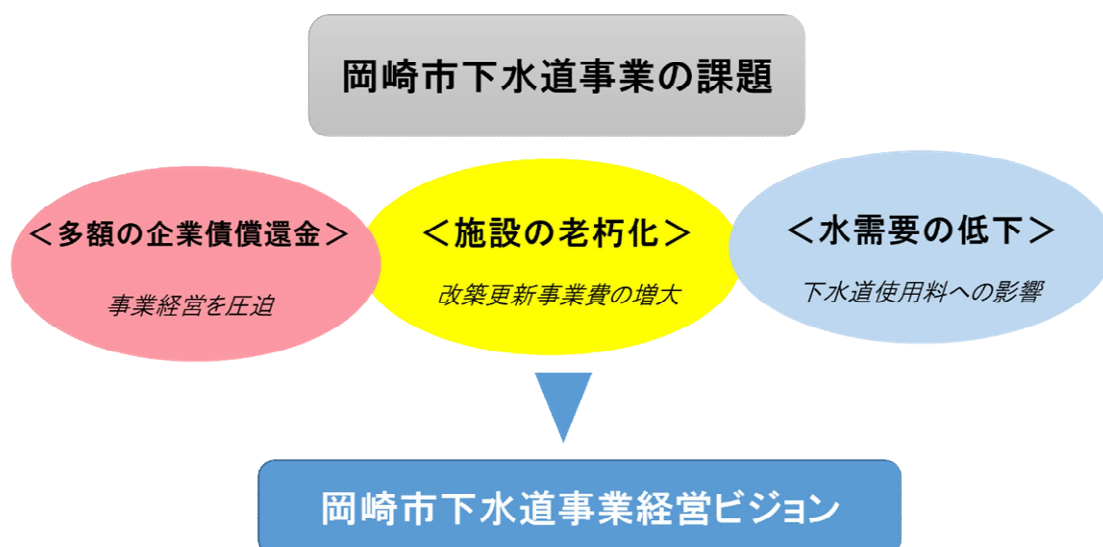 岡崎市下水道事業の課題
＜多額の企業債償還金＞
事業経営を圧迫
＜施設の老朽化＞
改築更新事業費の増大
＜水需要の低下＞
下水道使用料への影響
岡崎市下水道事業経営ビジョン